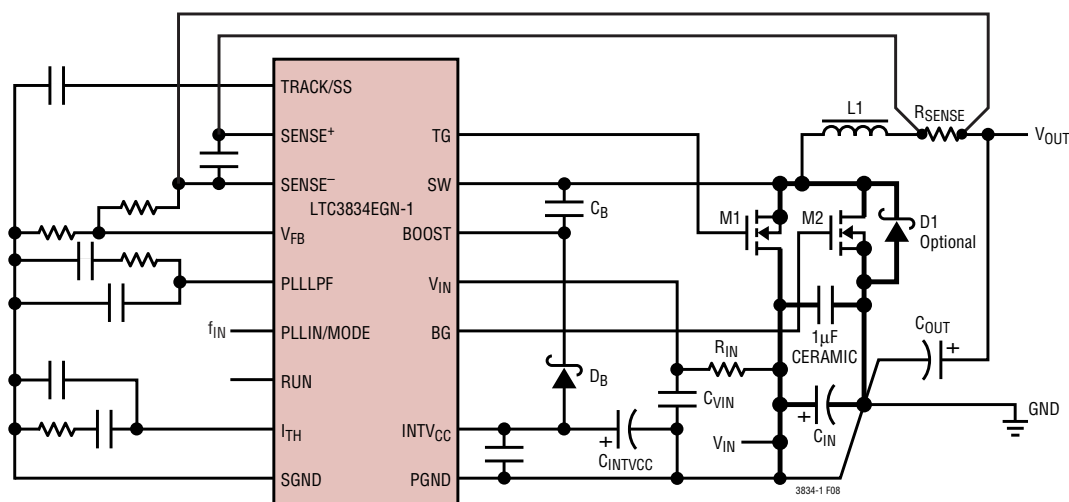 TRACK/SS
SENSE+
SENSE–
VFB
PLLLPF
fIN
PLLIN/MODE
RUN
ITH
SGND
LTC3834EGN-1
TG
SW
BOOST
VIN
BG
INTVCC
PGND
CB
DB
CINTVCC
CVIN
RIN
M1
M2
L1
RSENSE
VOUT
D1
Optional
1µF
CERAMIC
COUT
+
+
CIN
+
VIN
GND
3834-1 F08